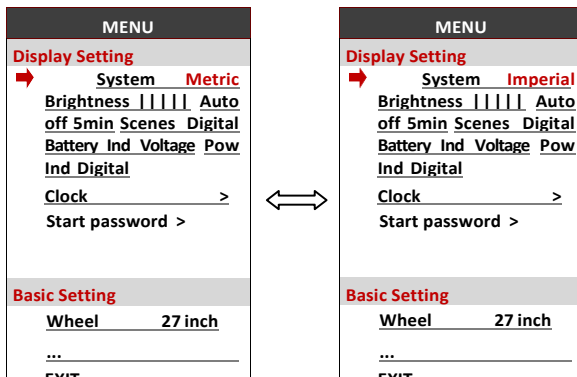 MENU
Display Setting
System Metric
Brightness ||||| Auto
off 5min Scenes Digital
Battery Ind Voltage Pow
Ind Digital
Clock >
Start password >
Basic Setting
Wheel 27 inch
...
EXIT
MENU
Display Setting
System Imperial
Brightness ||||| Auto
off 5min Scenes Digital
Battery Ind Voltage Pow
Ind Digital
Clock >
Start password >
Basic Setting
Wheel 27 inch
...
EXIT